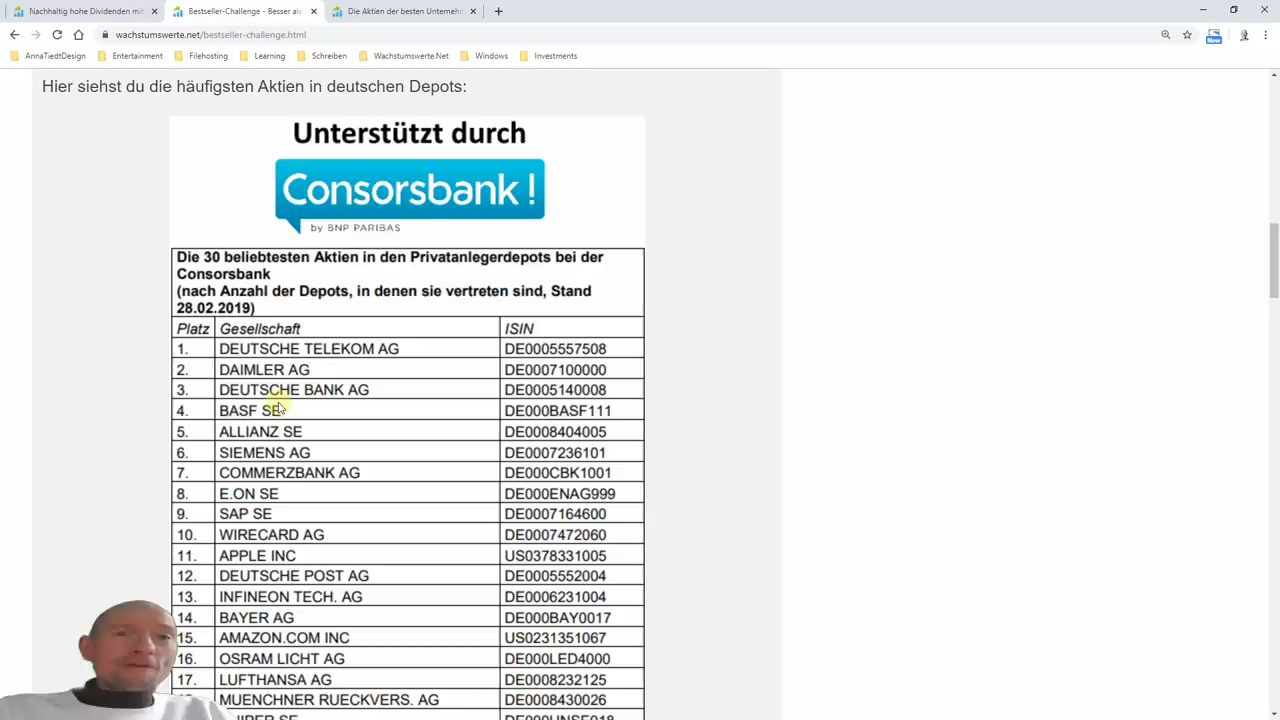 Nachhaltig hohe Dividenden mit
Bestseller-Challenge - Besser als
Die Aktien der besten Unternehm
wachstumswerte.net/bestseller-challenge.html
New
AnnaTiedtDesign
Entertainment
Filehosting
Learning
Schreiben
Wachstumswerte.Net
Windows
Investments
Hier siehst du die häufigsten Aktien in deutschen Depots:
Unterstützt durch
Consorsbank!
by BNP PARIBAS
Die 30 beliebtesten Aktien in den Privatanlegerdepots bei der
Consorsbank
(nach Anzahl der Depots, in denen sie vertreten sind, Stand
28.02.2019)
Platz Gesellschaft ISIN
1. DEUTSCHE TELEKOM AG DE0005557508
2. DAIMLER AG DE0007100000
3. DEUTSCHE BANK AG DE0005140008
4. BASF SE DE000BASF111
5. ALLIANZ SE DE0008404005
6. SIEMENS AG DE0007236101
7. COMMERZBANK AG DE000CBK1001
8. E.ON SE DE000ENAG999
9. SAP SE DE0007164600
10. WIRECARD AG DE0007472060
11. APPLE INC US0378331005
12. DEUTSCHE POST AG DE0005552004
13. INFINEON TECH. AG DE0006231004
14. BAYER AG DE000BAY0017
15. AMAZON.COM INC US0231351067
16. OSRAM LICHT AG DE000LED4000
17. LUFTHANSA AG DE0008232125
MUENCHNER RUECKVERS. AG DE0008430026